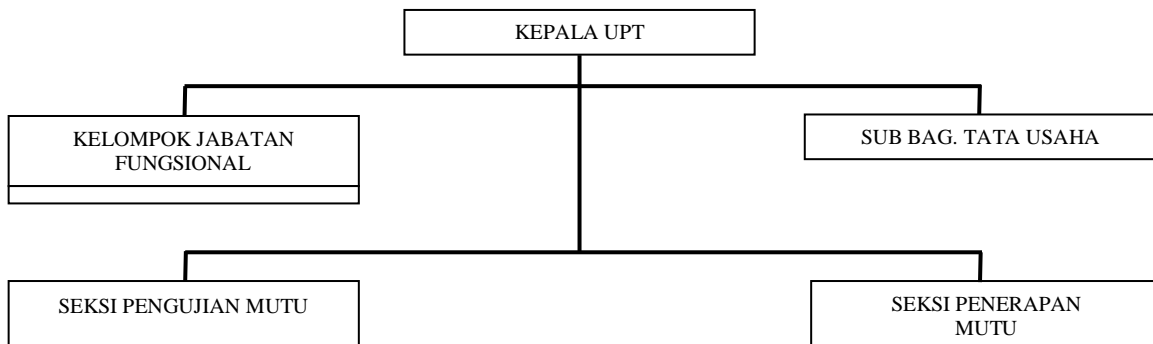 KEPALA UPT
KELOMPOK JABATAN
FUNGSIONAL
SUB BAG. TATA USAHA
SEKSI PENGUJIAN MUTU
SEKSI PENERAPAN
MUTU